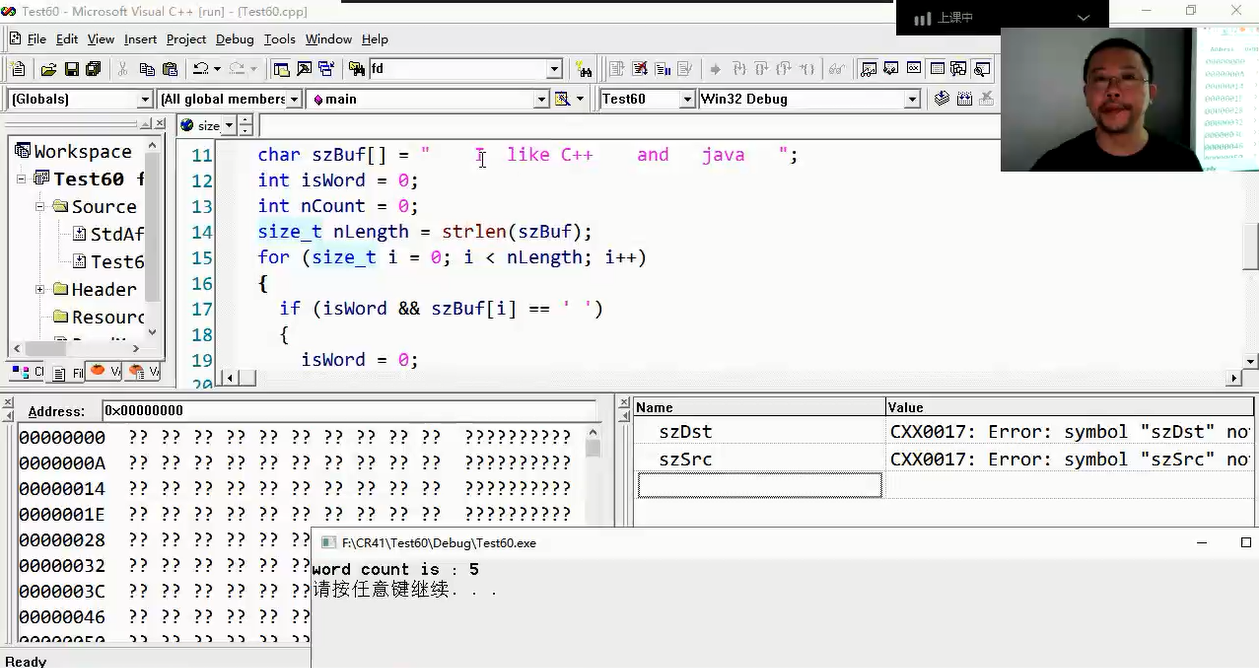 Test60 - Microsoft Visual C++ [run] - [Test60.cpp]
上课中
File Edit View Insert Project Debug Tools Window Help
fd
(Globals) (All global members main Test60 Win32 Debug
size
Workspace
Test60 f
Source
StdAf
Test6
Header
Resourc
11 char szBuf[] = "    I  like C++    and   java   ";
12 int isWord = 0;
13 int nCount = 0;
14 size_t nLength = strlen(szBuf);
15 for (size_t i = 0; i < nLength; i++)
16 {
17 if (isWord && szBuf[i] == ' ')
18 {
19 isWord = 0;
20
Address: 0x00000000
00000000 ?? ?? ?? ?? ?? ?? ?? ?? ?? ?? ??????????
0000000A ?? ?? ?? ?? ?? ?? ?? ?? ?? ?? ??????????
00000014 ?? ?? ?? ?? ?? ?? ?? ?? ?? ?? ??????????
0000001E ?? ?? ?? ?? ?? ?? ?? ?? ?? ?? ??????????
00000028 ?? ?? ?? ?? ?? ??
00000032 ?? ?? ?? ?? ?? ??
0000003C ?? ?? ?? ?? ?? ??
00000046 ?? ?? ?? ?? ?? ??
00000050 ?? ?? ?? ?? ?? ??
Name Value
szDst CXX0017: Error: symbol "szDst" no
szSrc CXX0017: Error: symbol "szSrc" no
F:\CR41\Test60\Debug\Test60.exe
word count is : 5
请按任意键继续. . .
Ready